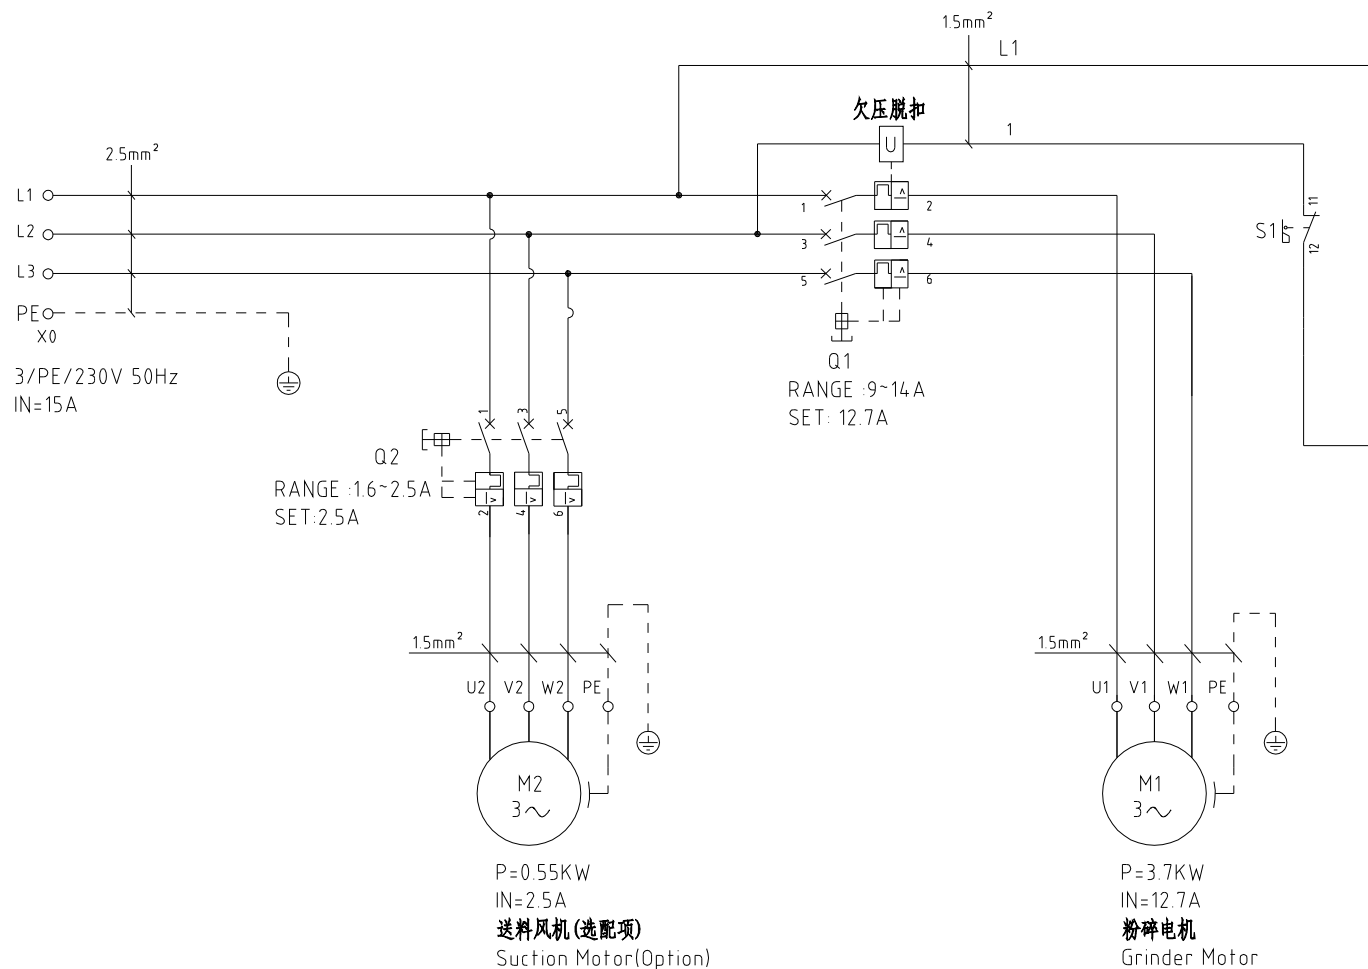 1.5mm²
L1
欠压脱扣
U
1
2.5mm²
L1
1
2
11
L2
3
4
S1
12
L3
5
6
PE
X0
3/PE/230V 50Hz
IN=15A
Q1
RANGE :9~14A
SET: 12.7A
1
3
5
Q2
RANGE :1.6~2.5A
SET:2.5A
2
4
6
1.5mm²
1.5mm²
U2 V2 W2 PE
U1 V1 W1 PE
M2
3~
M1
3~
P=0.55KW
IN=2.5A
送料风机(选配项)
Suction Motor(Option)
P=3.7KW
IN=12.7A
粉碎电机
Grinder Motor